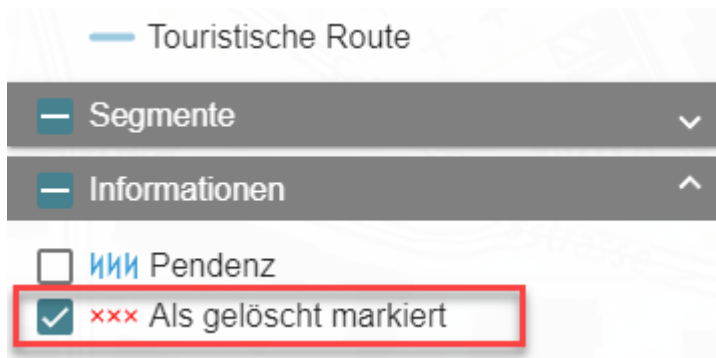 Touristische Route
Segmente
Informationen
Pendenz
××× Als gelöscht markiert